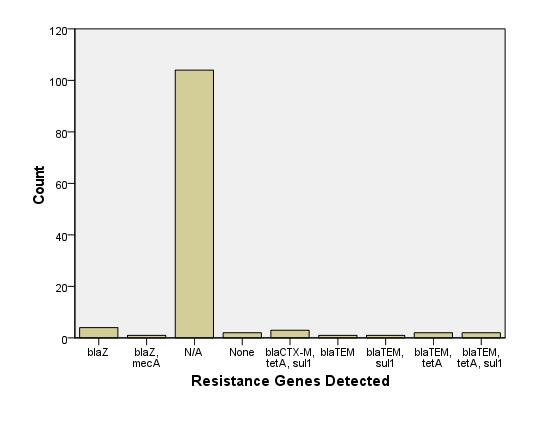 120
100
80
60
40
20
0
Count
blaZ
blaZ,
mecA
N/A
None
blaCTX-M,
tetA, sul1
blaTEM
blaTEM,
sul1
blaTEM,
tetA
blaTEM,
tetA, sul1
Resistance Genes Detected